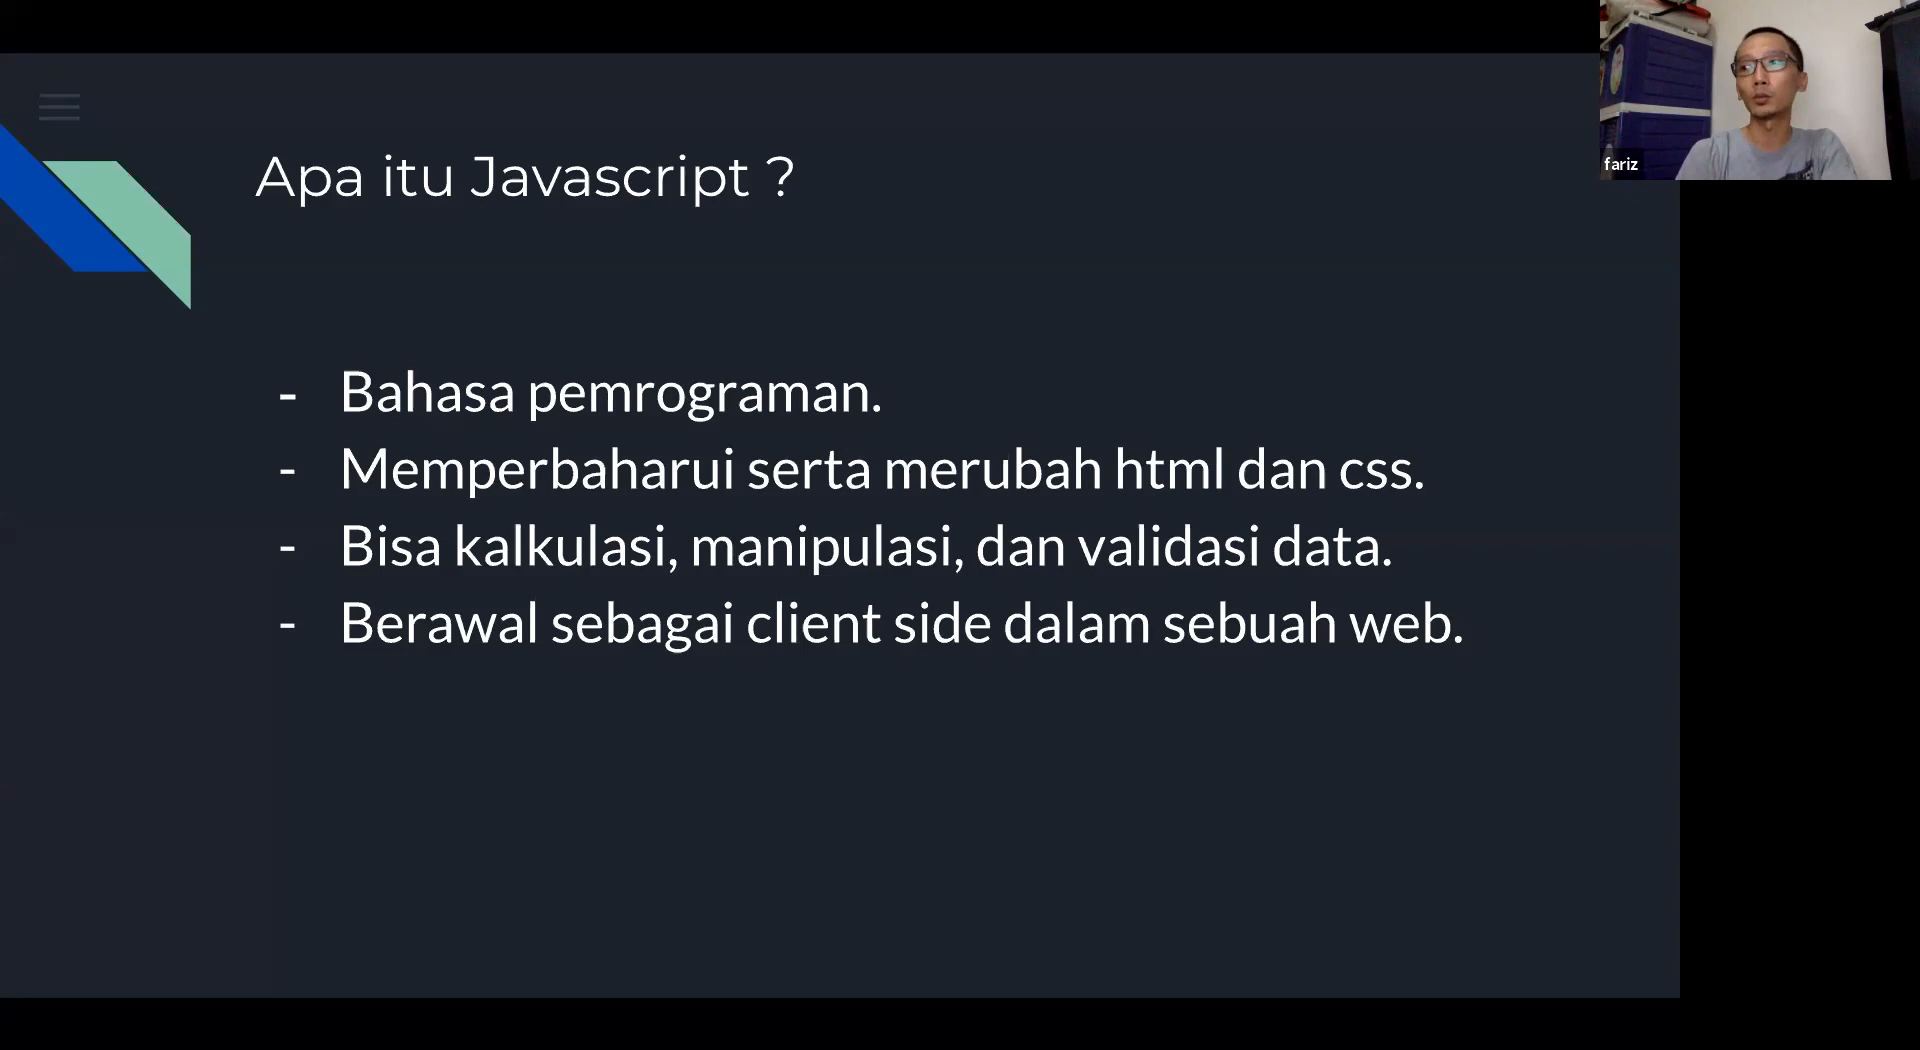 Apa itu Javascript ?
fariz
- Bahasa pemrograman.
- Memperbaharui serta merubah html dan css.
- Bisa kalkulasi, manipulasi, dan validasi data.
- Berawal sebagai client side dalam sebuah web.